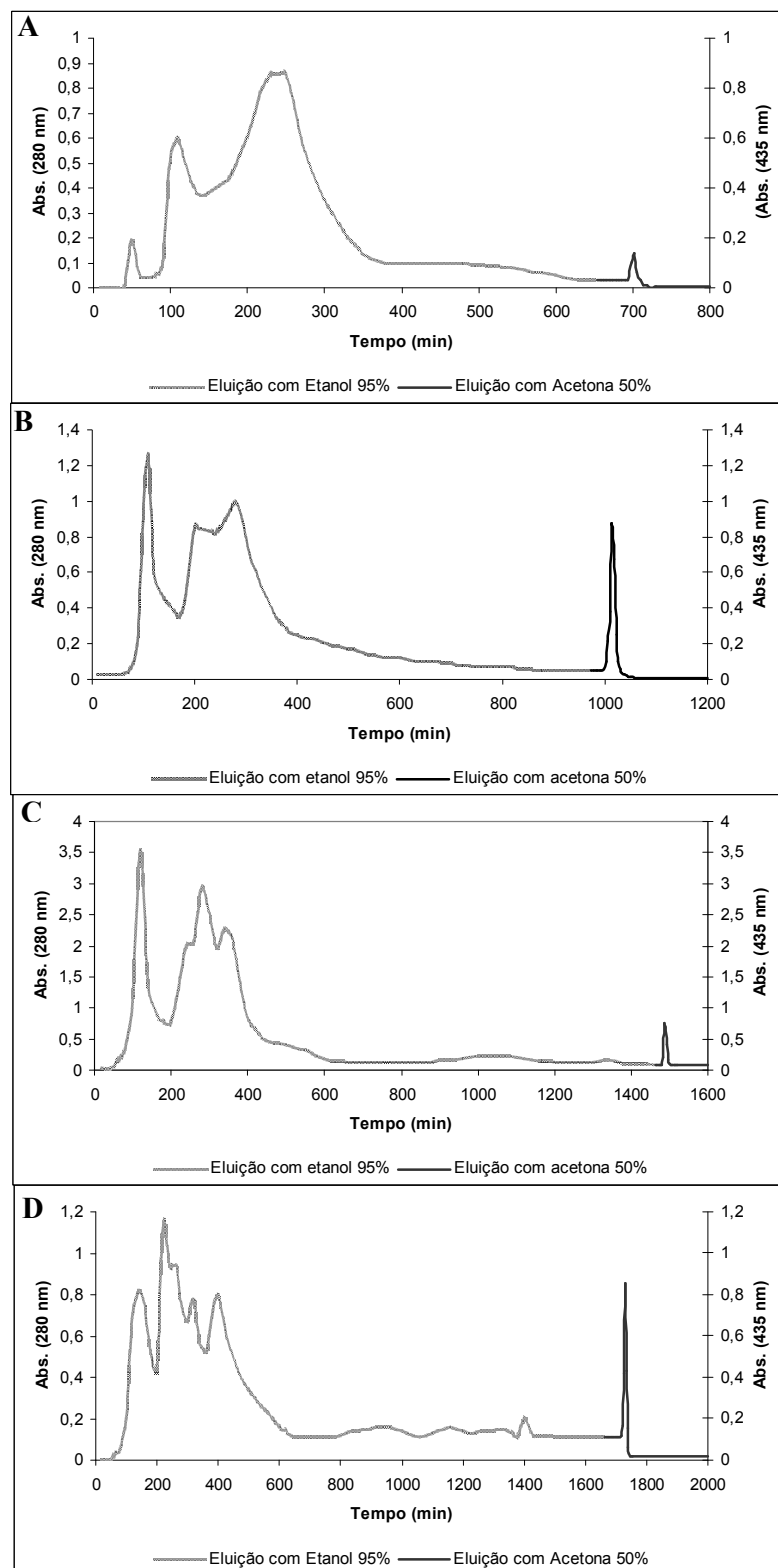 A
Abs. (280 nm)
1
0,9
0,8
0,7
0,6
0,5
0,4
0,3
0,2
0,1
0
1
0,8
0,6
0,4
0,2
0
(Abs. (435 nm)
0 100 200 300 400 500 600 700 800
Tempo (min)
Eluição com Etanol 95% Eluição com Acetona 50%
B
Abs. (280 nm)
1,4
1,2
1
0,8
0,6
0,4
0,2
0
1,4
1,2
1
0,8
0,6
0,4
0,2
0
Abs. (435 nm)
0 200 400 600 800 1000 1200
Tempo (min)
Eluição com etanol 95% Eluição com acetona 50%
C
Abs. (280 nm)
4
3,5
3
2,5
2
1,5
1
0,5
0
4
3,5
3
2,5
2
1,5
1
0,5
0
Abs. (435 nm)
0 200 400 600 800 1000 1200 1400 1600
Tempo (min)
Eluição com etanol 95% Eluição com acetona 50%
D
Abs. (280 nm)
1,2
1
0,8
0,6
0,4
0,2
0
1,2
1
0,8
0,6
0,4
0,2
0
Abs. (435 nm)
0 200 400 600 800 1000 1200 1400 1600 1800 2000
Tempo (min)
Eluição com Etanol 95% Eluição com Acetona 50%